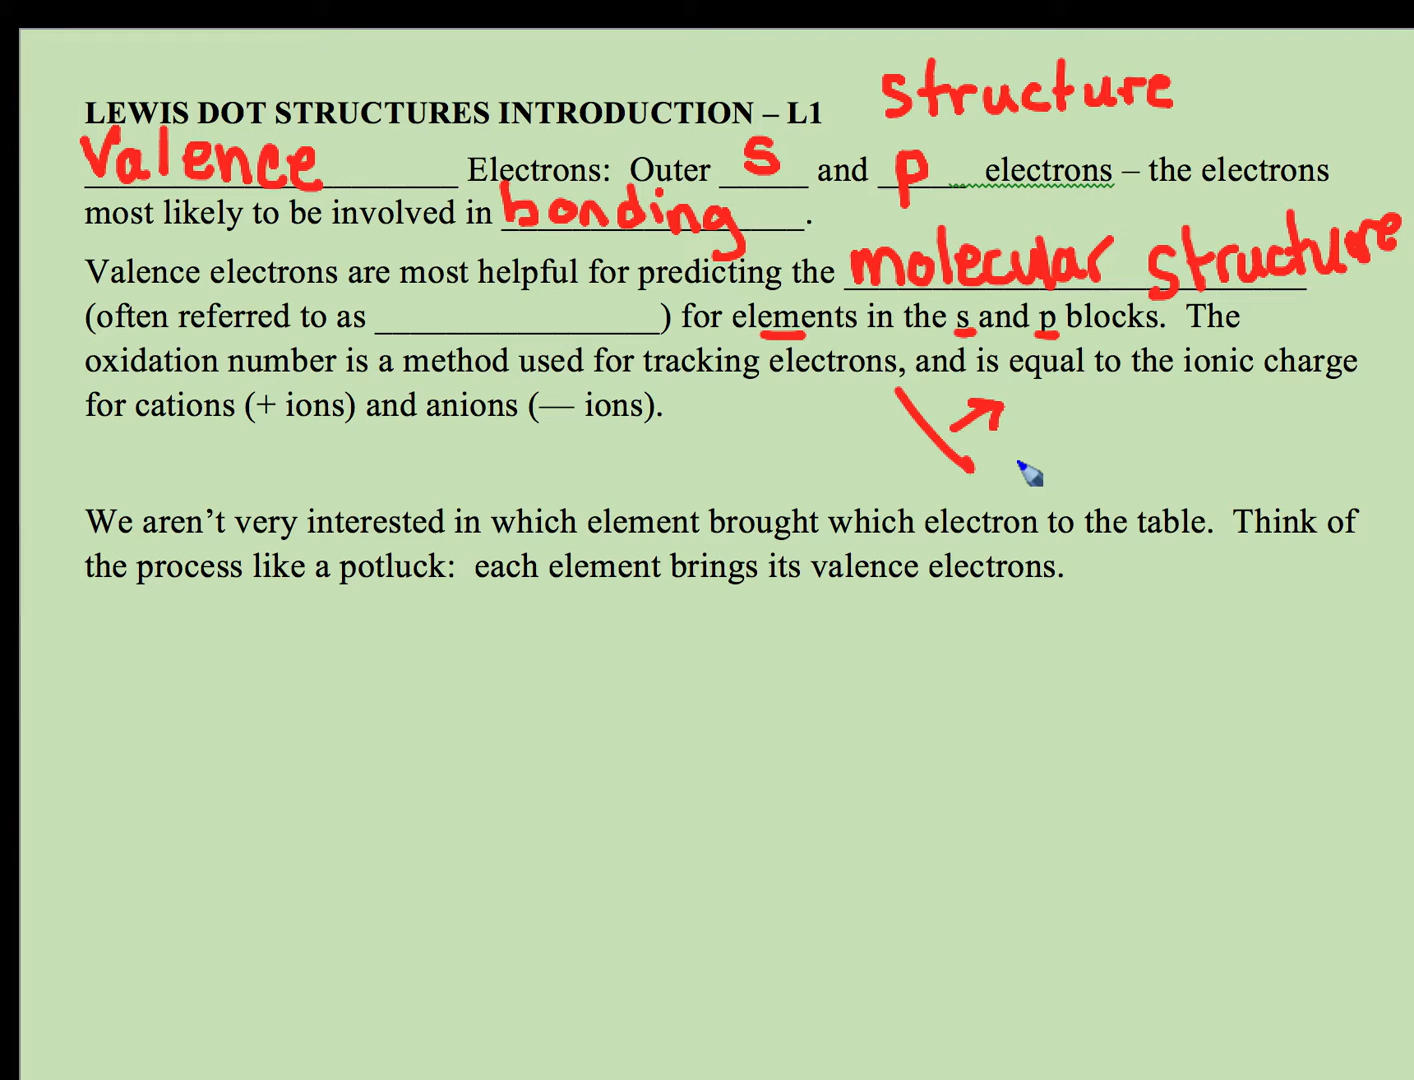 structure
LEWIS DOT STRUCTURES INTRODUCTION – L1
Valence Electrons: Outer s and p electrons – the electrons
most likely to be involved in bonding.
Valence electrons are most helpful for predicting the molecular structure
(often referred to as ________________) for elements in the s and p blocks. The
oxidation number is a method used for tracking electrons, and is equal to the ionic charge
for cations (+ ions) and anions (— ions).
We aren’t very interested in which element brought which electron to the table. Think of
the process like a potluck: each element brings its valence electrons.